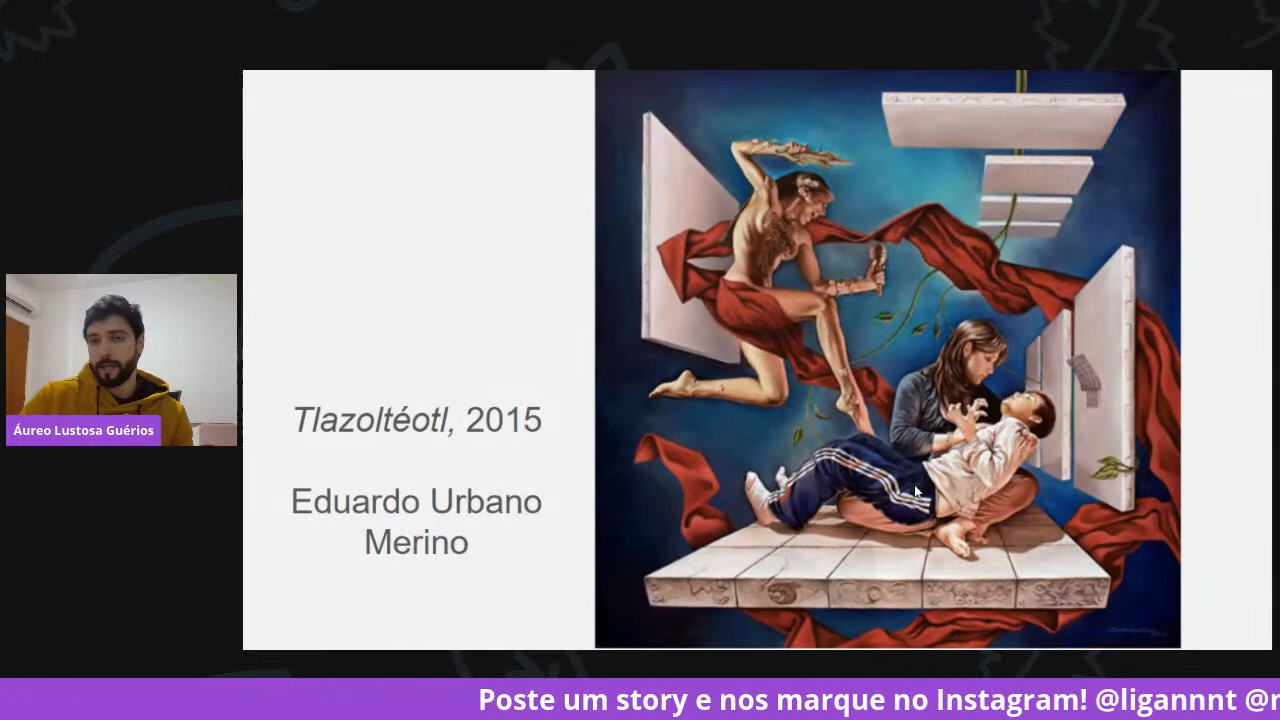 Tlazoltéotl, 2015
Eduardo Urbano
Merino
Áureo Lustosa Guérios
Poste um story e nos marque no Instagram! @ligannnt @r